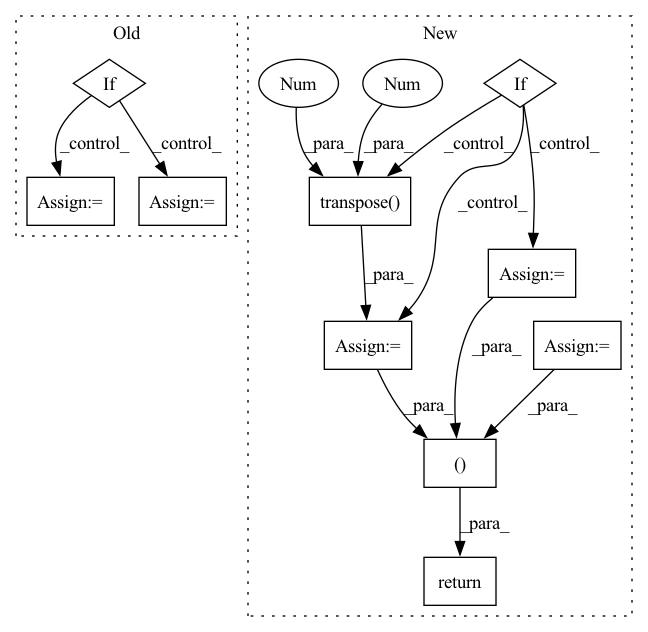 Old
New
If
Num
Num
If
_control_
_control_
_para_
_para_
_control_
_control_
Assign:=
Assign:=
transpose()
_control_
_para_
Assign:=
Assign:=
Assign:=
_para_
_para_
_para_
()
_para_
return